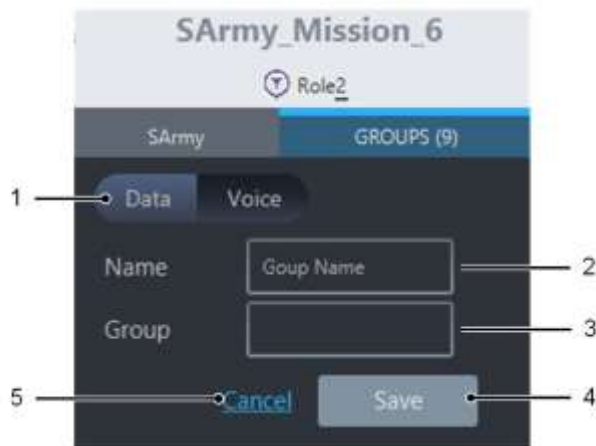 SArmy_Mission_6
Role2
SArmy GROUPS (9)
1 Data Voice
Name Goup Name 2
Group 3
5 Cancel Save 4